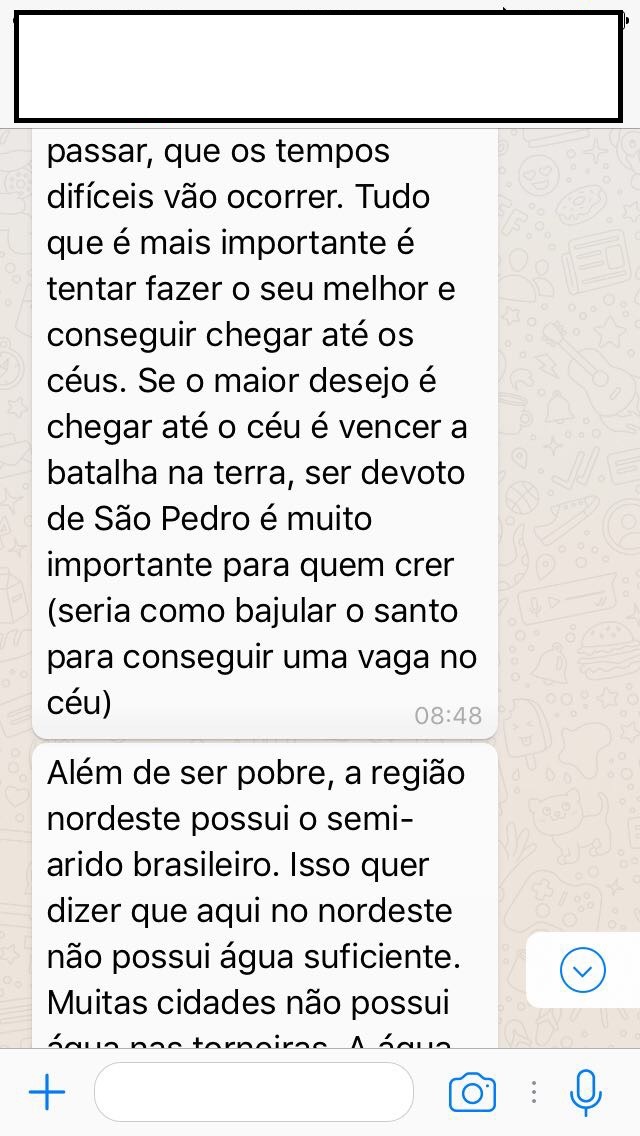 passar, que os tempos
difíceis vão ocorrer. Tudo
que é mais importante é
tentar fazer o seu melhor e
conseguir chegar até os
céus. Se o maior desejo é
chegar até o céu é vencer a
batalha na terra, ser devoto
de São Pedro é muito
importante para quem crer
(seria como bajular o santo
para conseguir uma vaga no
céu)
08:48
Além de ser pobre, a região
nordeste possui o semi-
arido brasileiro. Isso quer
dizer que aqui no nordeste
não possui água suficiente.
Muitas cidades não possui
água nas torneiras. A água